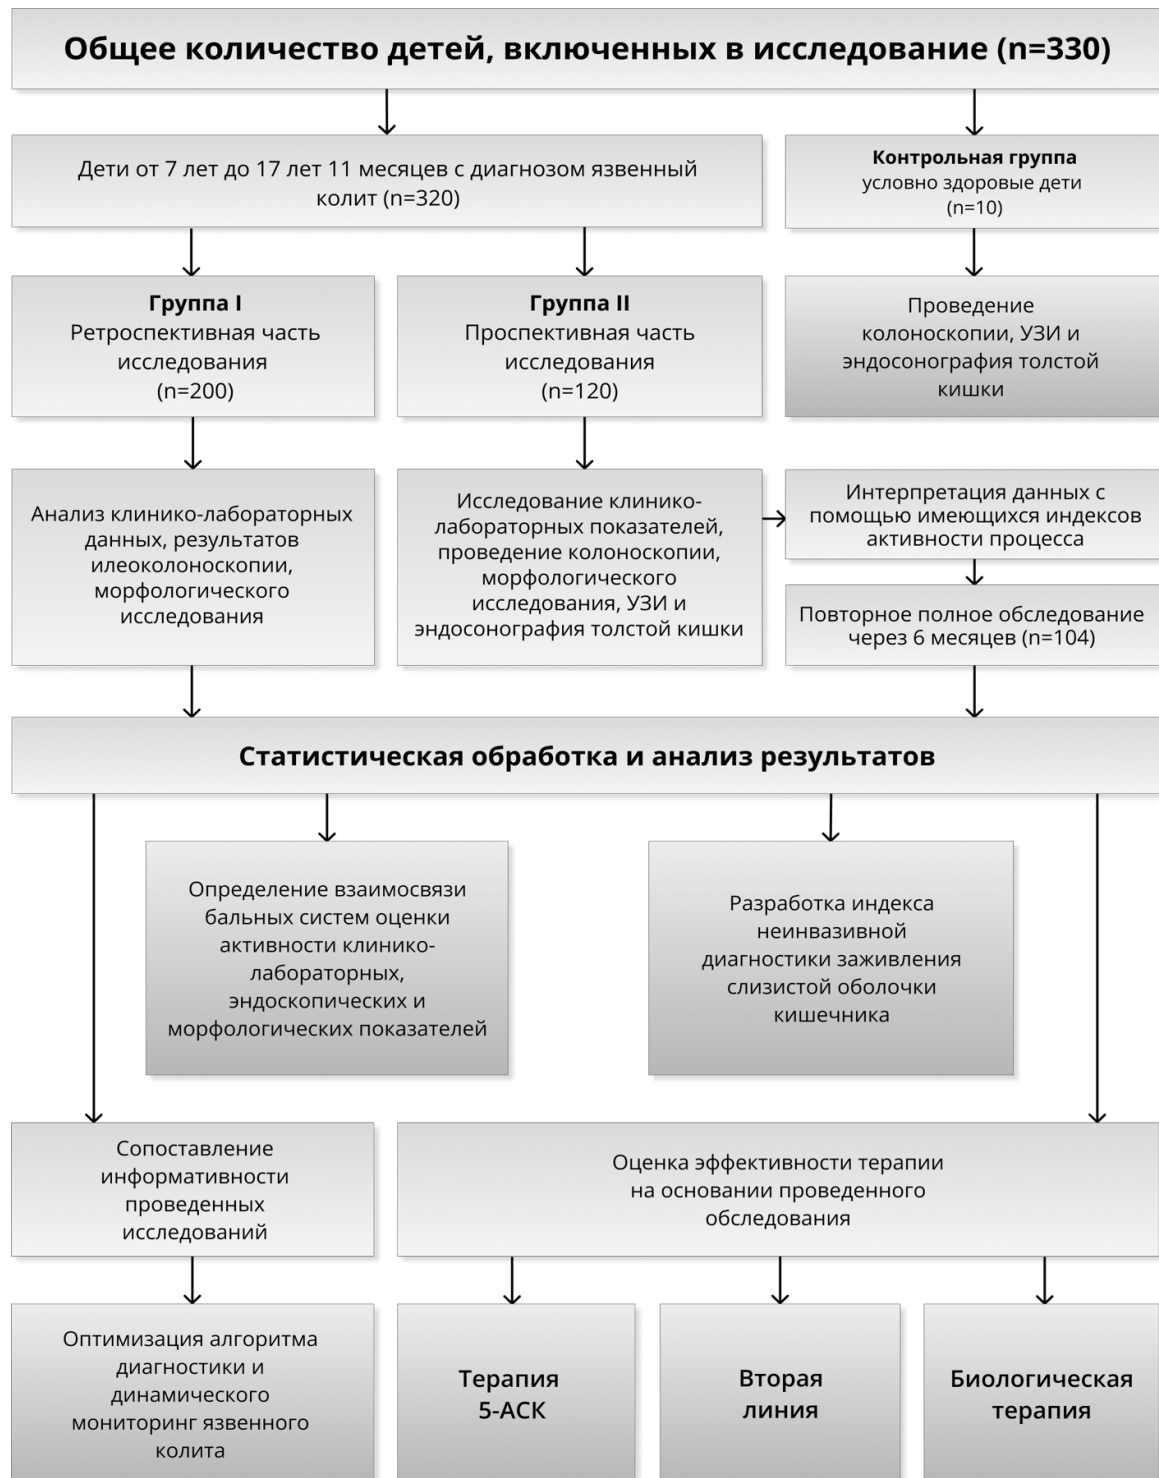 Общее количество детей, включенных в исследование (n=330)
Дети от 7 лет до 17 лет 11 месяцев с диагнозом язвенный
колит (n=320)
Контрольная группа
условно здоровые дети
(n=10)
Группа I
Ретроспективная часть
исследования
(n=200)
Группа II
Проспективная часть
исследования
(n=120)
Проведение
колоноскопии, УЗИ и
эндосонография толстой
кишки
Анализ клинико-лабораторных
данных, результатов
илеоколоноскопии,
морфологического
исследования
Исследование клинико-
лабораторных показателей,
проведение колоноскопии,
морфологического
исследования, УЗИ и
эндосонография толстой кишки
Интерпретация данных с
помощью имеющихся индексов
активности процесса
Повторное полное обследование
через 6 месяцев (n=104)
Статистическая обработка и анализ результатов
Определение взаимосвязи
бальных систем оценки
активности клинико-
лабораторных,
эндоскопических и
морфологических показателей
Разработка индекса
неинвазивной
диагностики заживления
слизистой оболочки
кишечника
Сопоставление
информативности
проведенных
исследований
Оценка эффективности терапии
на основании проведенного
обследования
Оптимизация алгоритма
диагностики и
динамического
мониторинг язвенного
колита
Терапия
5-АСК
Вторая
линия
Биологическая
терапия